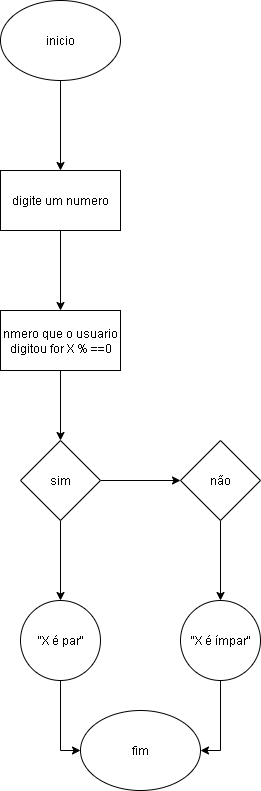 inicio
digite um numero
nmero que o usuario
digitou for X % ==0
sim
não
"X é par"
"X é ímpar"
fim